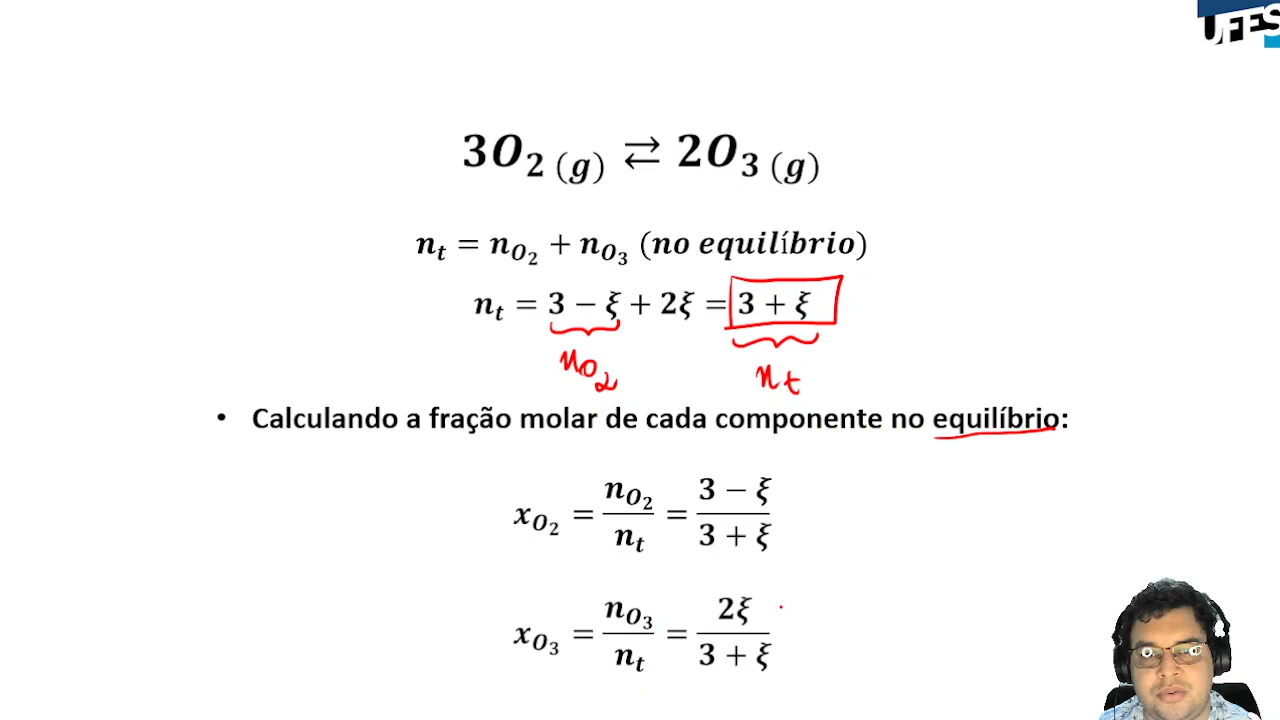 UFES
3O₂ (g) ⇄ 2O₃ (g)
nₜ = n_O₂ + n_O₃ (no equilíbrio)
nₜ = 3 − ξ + 2ξ = 3 + ξ
n_O₂ nₜ
• Calculando a fração molar de cada componente no equilíbrio:
x_O₂ = n_O₂/nₜ = (3 − ξ)/(3 + ξ)
x_O₃ = n_O₃/nₜ = 2ξ/(3 + ξ)